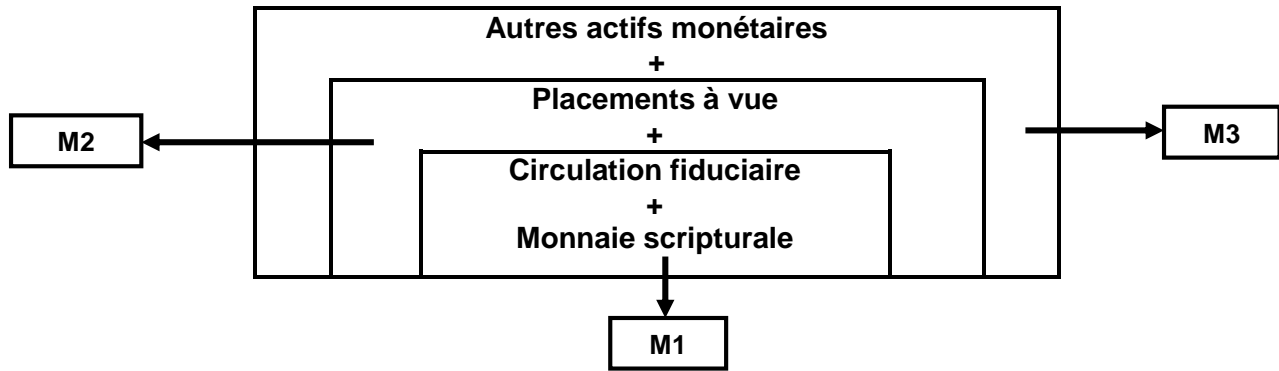 Autres actifs monétaires
+
Placements à vue
+
Circulation fiduciaire
+
Monnaie scripturale
M2
M3
M1